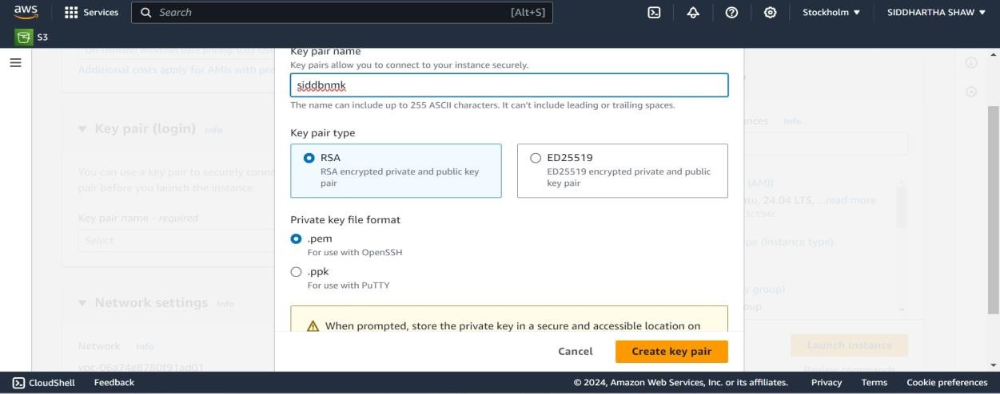 aws
Services
Search
[Alt+S]
Stockholm
SIDDHARTHA SHAW
S3
Key pair name
Key pairs allow you to connect to your instance securely.
siddbnmk
The name can include up to 255 ASCII characters. It can't include leading or trailing spaces.
Key pair type
RSA
RSA encrypted private and public key
pair
ED25519
ED25519 encrypted private and public
key pair
Private key file format
.pem
For use with OpenSSH
.ppk
For use with PuTTY
When prompted, store the private key in a secure and accessible location on
Cancel
Create key pair
Additional costs apply for AMIs with pre
Key pair (login) Info
You can use a key pair to securely conne
pair before you launch the instance.
Key pair name - required
Select
Network settings Info
Network Info
vpc-06a74e8780f91ad01
ances Info
(AMI)
ntu, 24.04 LTS, ...read more
3c194c
ype (instance type)
y group)
oup
Launch instance
Review commands
CloudShell
Feedback
© 2024, Amazon Web Services, Inc. or its affiliates.
Privacy
Terms
Cookie preferences